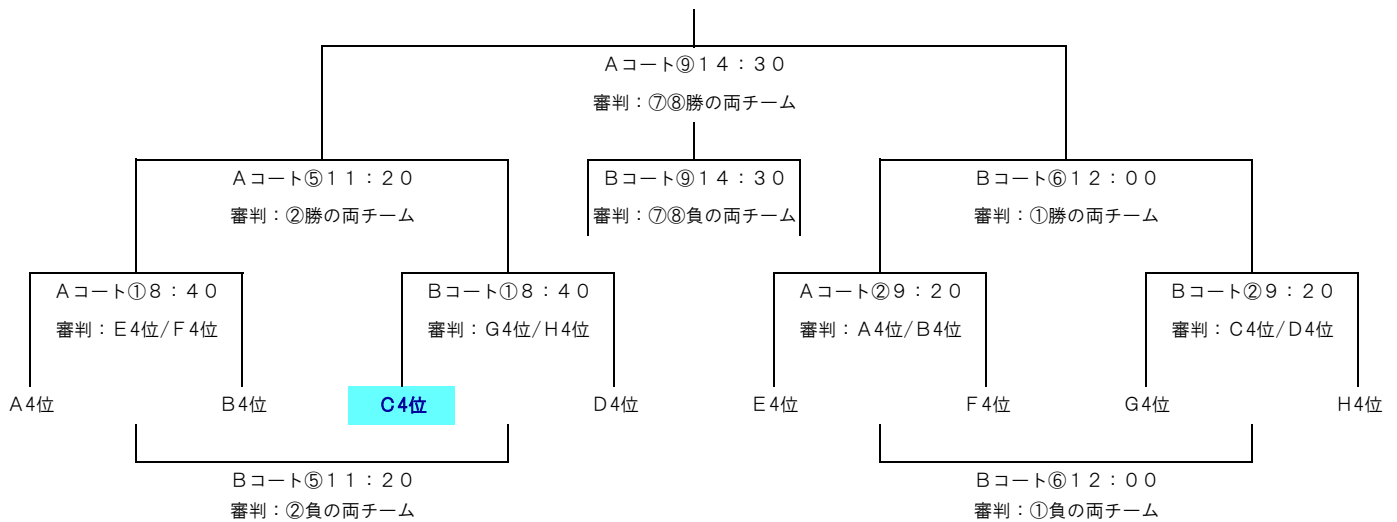 Ａコート⑨１４：３０
審判：⑦⑧勝の両チーム
Ａコート⑤１１：２０
審判：②勝の両チーム
Ｂコート⑨１４：３０
審判：⑦⑧負の両チーム
Ｂコート⑥１２：００
審判：①勝の両チーム
Ａコート①８：４０
審判：Ｅ4位/Ｆ4位
Ｂコート①８：４０
審判：Ｇ4位/Ｈ4位
Ａコート②９：２０
審判：Ａ4位/Ｂ4位
Ｂコート②９：２０
審判：Ｃ4位/Ｄ4位
Ａ4位
Ｂ4位
Ｃ4位
Ｄ4位
Ｅ4位
Ｆ4位
Ｇ4位
Ｈ4位
Ｂコート⑤１１：２０
審判：②負の両チーム
Ｂコート⑥１２：００
審判：①負の両チーム